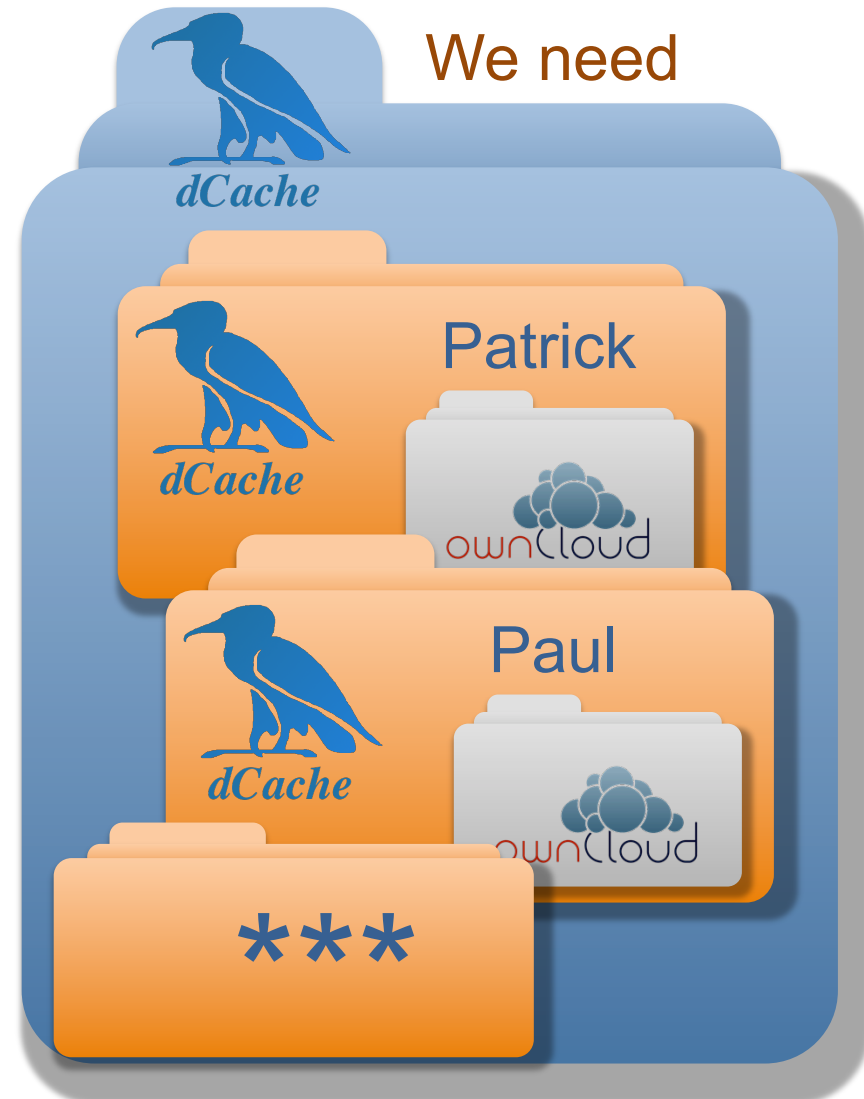 We need
dCache
Patrick
dCache
ownCloud
Paul
dCache
ownCloud
***